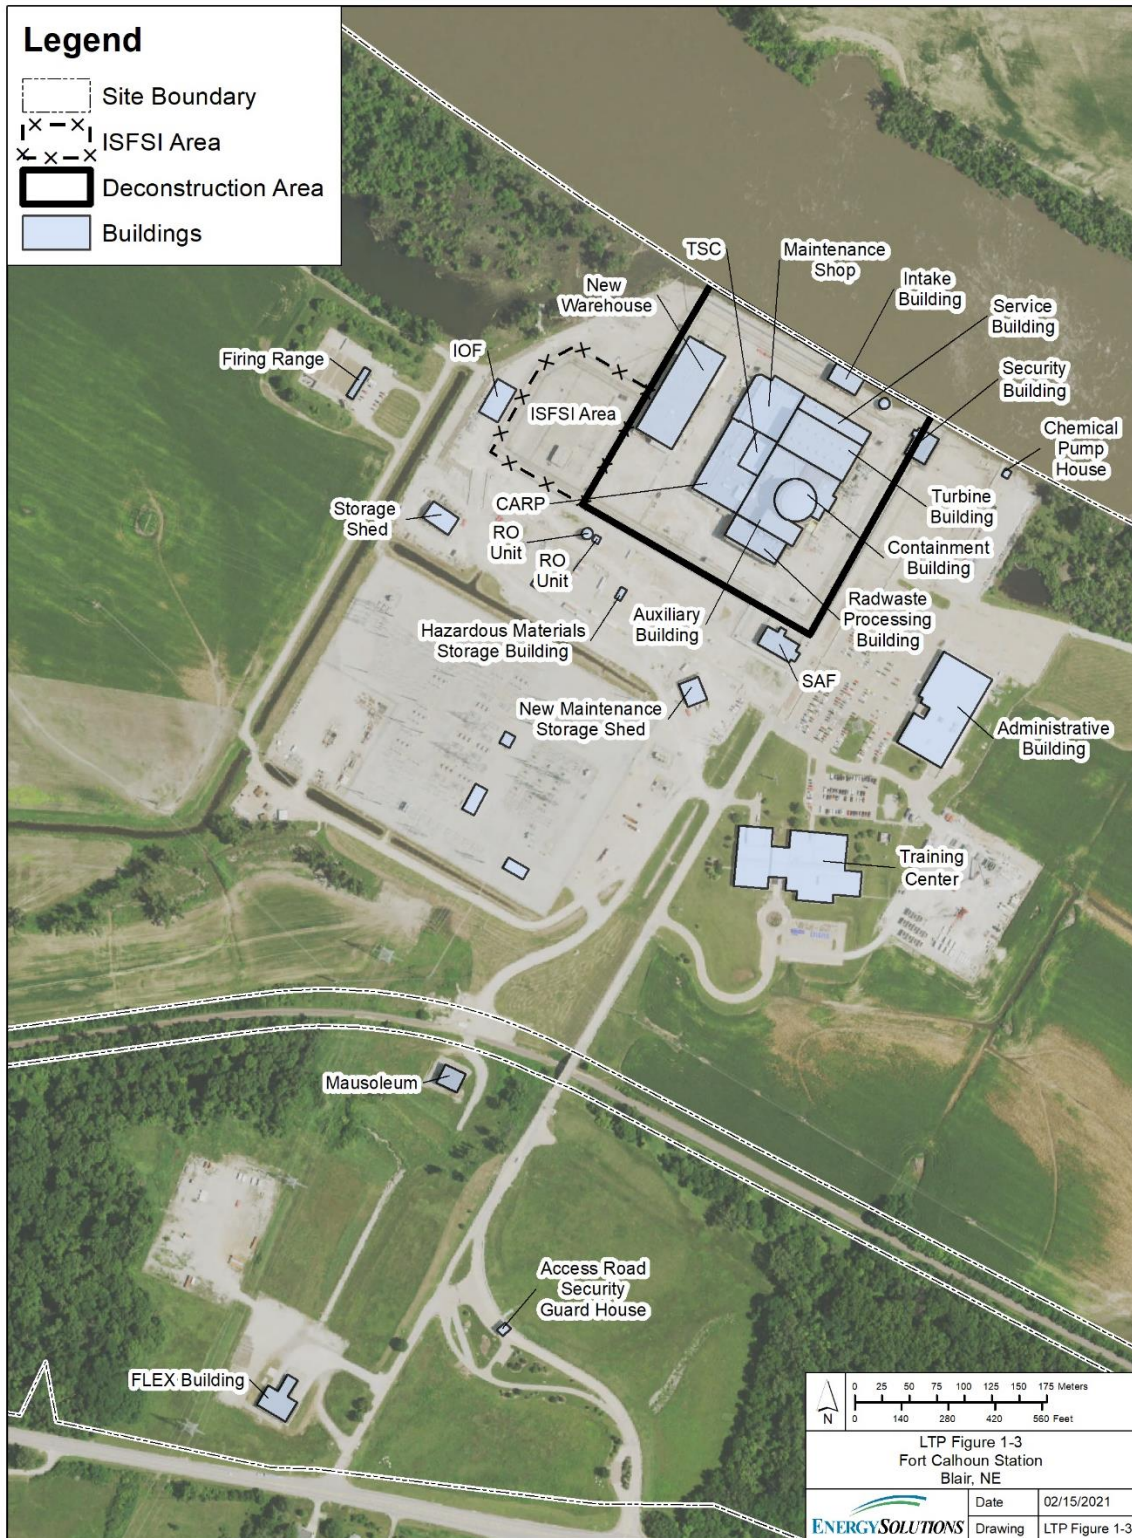 Legend
Site Boundary
ISFSI Area
Deconstruction Area
Buildings
TSC
Maintenance
Shop
New
Warehouse
Intake
Building
Service
Building
IOF
Firing Range
Security
Building
ISFSI Area
Chemical
Pump
House
CARP
Turbine
Building
Storage
Shed
RO
Unit
RO
Unit
Containment
Building
Auxiliary
Building
Radwaste
Processing
Building
Hazardous Materials
Storage Building
SAF
New Maintenance
Storage Shed
Administrative
Building
Training
Center
Mausoleum
Access Road
Security
Guard House
FLEX Building
N
0 25 50 75 100 125 150 175 Meters
0 140 280 420 560 Feet
LTP Figure 1-3
Fort Calhoun Station
Blair, NE
ENERGYSOLUTIONS
Date 02/15/2021
Drawing LTP Figure 1-3